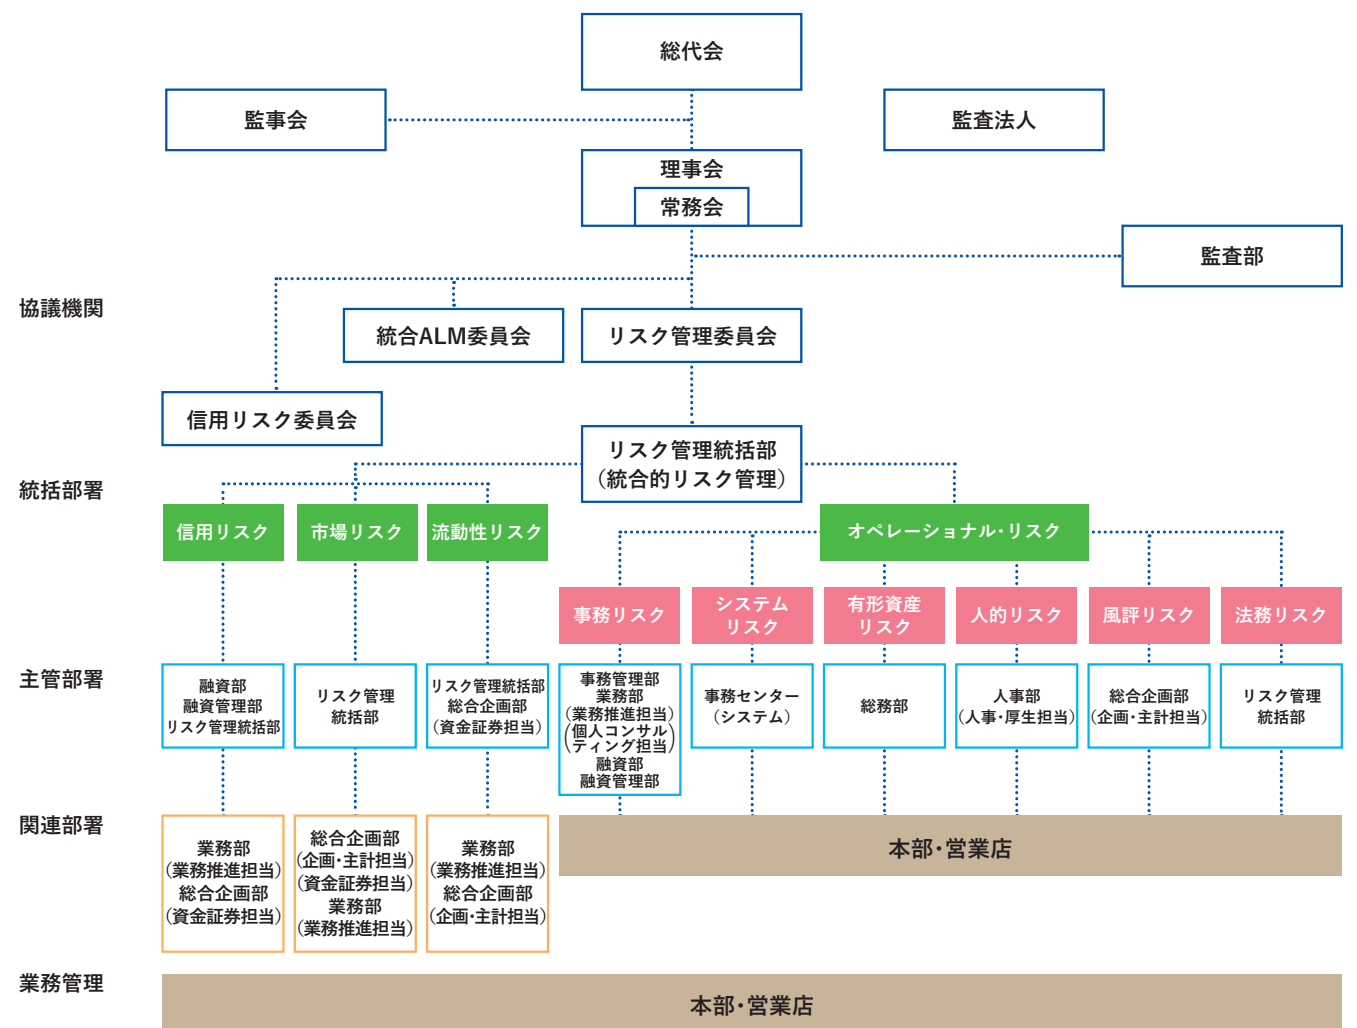 総代会
監事会
監査法人
理事会
常務会
監査部
協議機関
統合ALM委員会
リスク管理委員会
信用リスク委員会
リスク管理統括部
（統合的リスク管理）
統括部署
信用リスク
市場リスク
流動性リスク
オペレーショナル・リスク
事務リスク
システム
リスク
有形資産
リスク
人的リスク
風評リスク
法務リスク
主管部署
融資部
融資管理部
リスク管理統括部
リスク管理
統括部
リスク管理統括部
総合企画部
（資金証券担当）
事務管理部
業務部
（業務推進担当）
（個人コンサル
ティング担当）
融資部
融資管理部
事務センター
（システム）
総務部
人事部
（人事・厚生担当）
総合企画部
（企画・主計担当）
リスク管理
統括部
関連部署
業務部
（業務推進担当）
総合企画部
（資金証券担当）
総合企画部
（企画・主計担当）
（資金証券担当）
業務部
（業務推進担当）
業務部
（業務推進担当）
総合企画部
（企画・主計担当）
本部・営業店
業務管理
本部・営業店